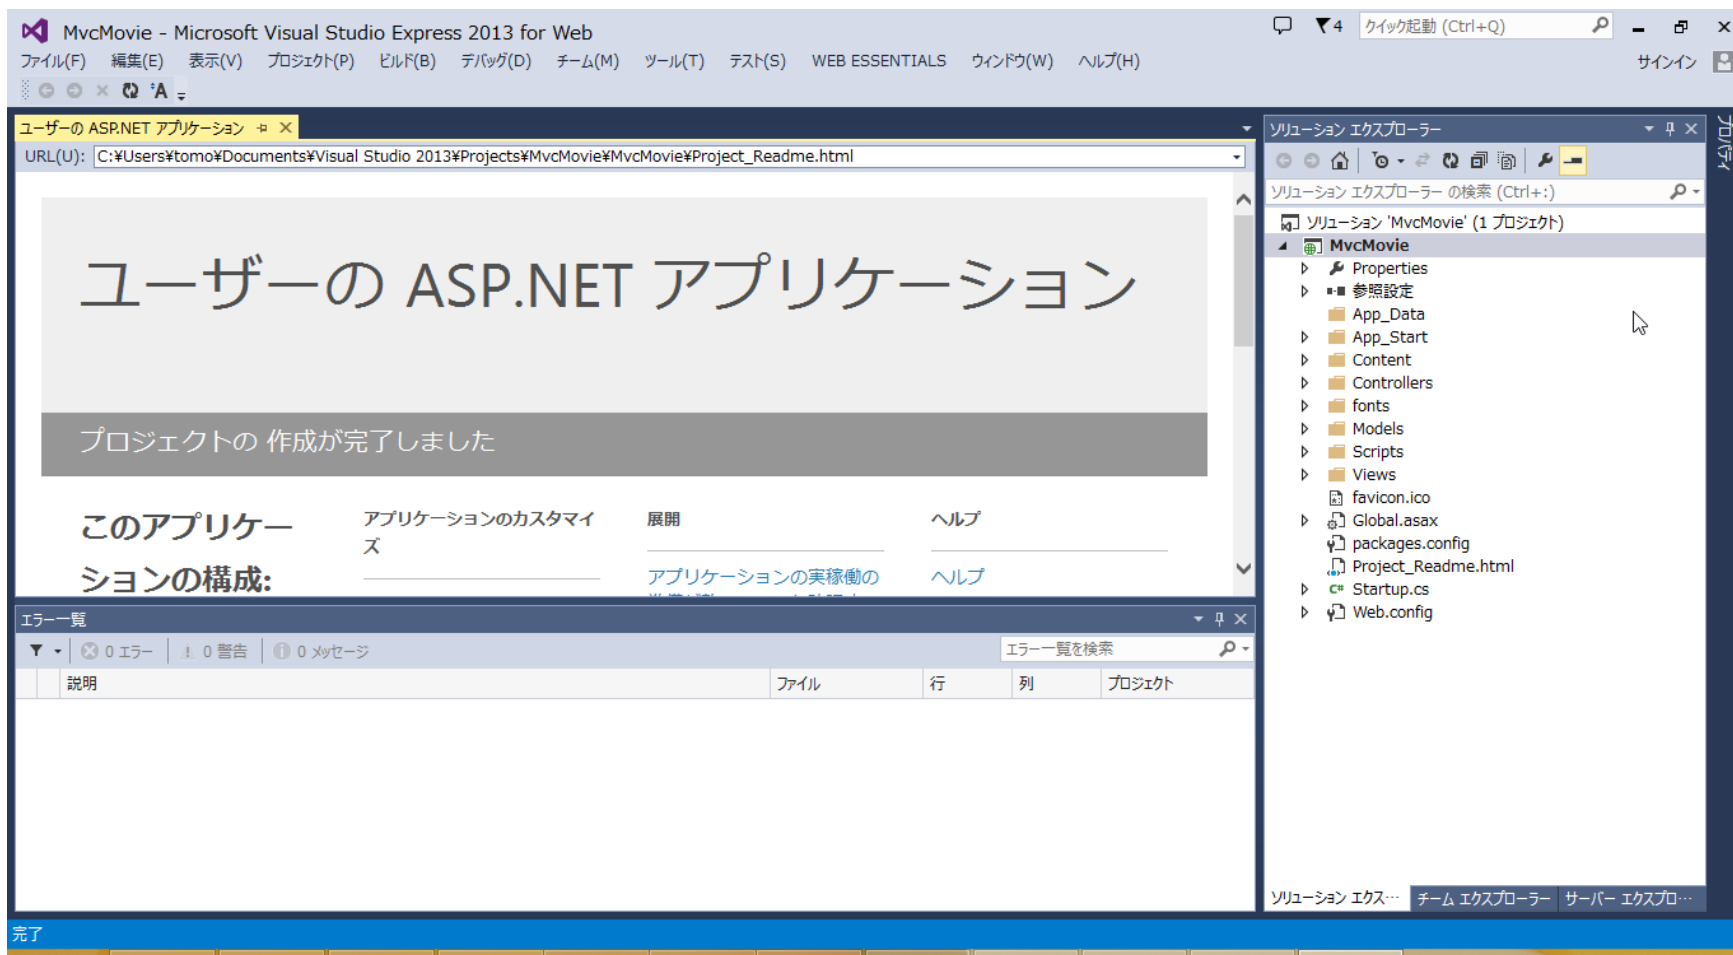 MvcMovie - Microsoft Visual Studio Express 2013 for Web
4
クイック起動 (Ctrl+Q)
ファイル(F) 編集(E) 表示(V) プロジェクト(P) ビルド(B) デバッグ(D) チーム(M) ツール(T) テスト(S) WEB ESSENTIALS ウィンドウ(W) ヘルプ(H)
サインイン
ユーザーの ASP.NET アプリケーション
URL(U): C:¥Users¥tomo¥Documents¥Visual Studio 2013¥Projects¥MvcMovie¥MvcMovie¥Project_Readme.html
ユーザーの ASP.NET アプリケーション
プロジェクトの 作成が完了しました
このアプリケー
ションの構成:
アプリケーションのカスタマイ
ズ
展開
アプリケーションの実稼働の
ヘルプ
ヘルプ
エラー一覧
0 エラー 0 警告 0 メッセージ
エラー一覧を検索
説明 ファイル 行 列 プロジェクト
ソリューション エクスプローラー
ソリューション エクスプローラー の検索 (Ctrl+:)
ソリューション 'MvcMovie' (1 プロジェクト)
MvcMovie
Properties
参照設定
App_Data
App_Start
Content
Controllers
fonts
Models
Scripts
Views
favicon.ico
Global.asax
packages.config
Project_Readme.html
C# Startup.cs
Web.config
ソリューション エクス… チーム エクスプローラー サーバー エクスプロ…
プロパティ
完了